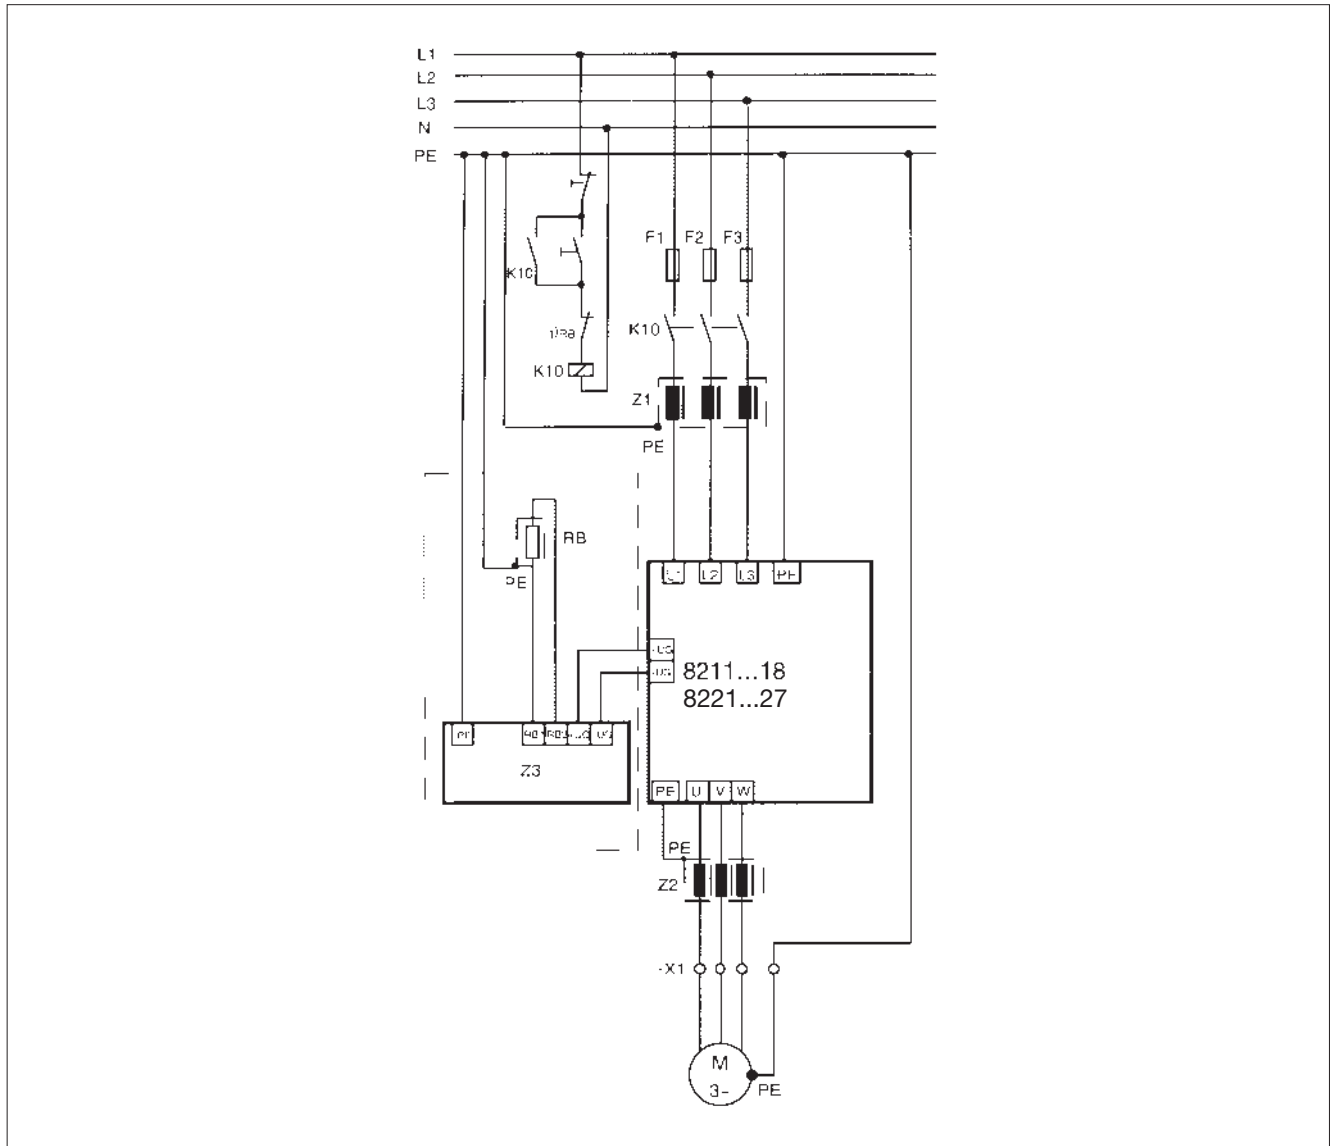 L1
L2
L3
N
PE
F1 F2 F3
K10
K10
K10
Z1
PE
RB
PE
L2 L3
8211...18
8221...27
Z3
PE U V W
PE
Z2
-X1
M
3~
PE